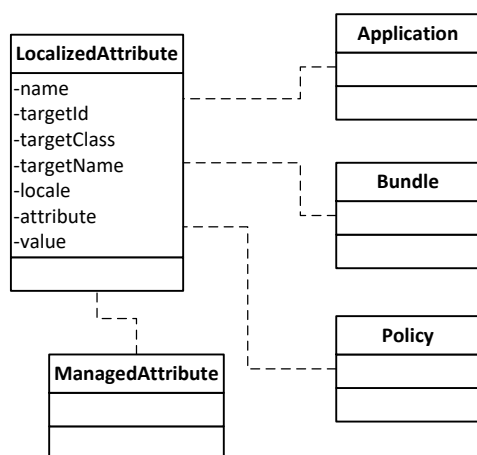 LocalizedAttribute
-name
-targetId
-targetClass
-targetName
-locale
-attribute
-value
Application
Bundle
Policy
ManagedAttribute